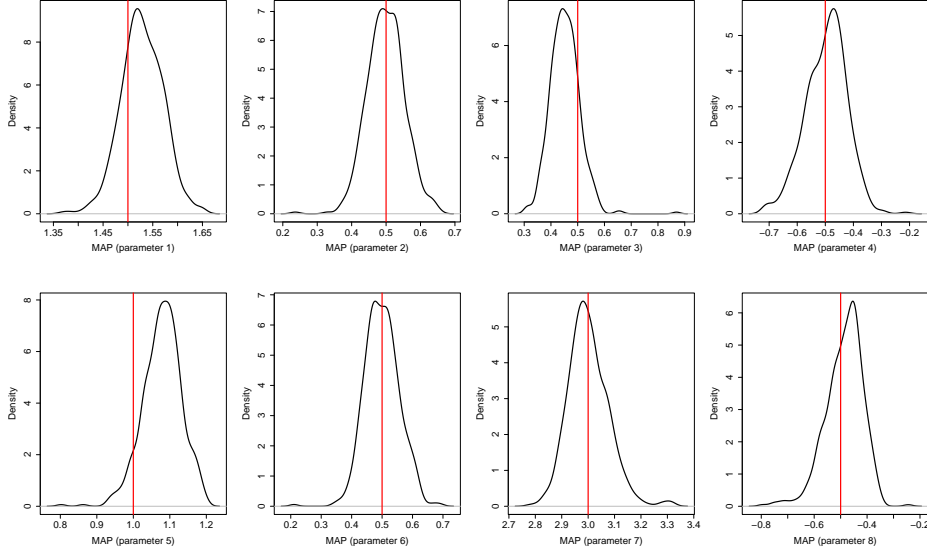 Density
0 2 4 6 8
1.35 1.45 1.55 1.65
MAP (parameter 1)
Density
0 1 2 3 4 5 6 7
0.2 0.3 0.4 0.5 0.6 0.7
MAP (parameter 2)
Density
0 2 4 6
0.3 0.4 0.5 0.6 0.7 0.8 0.9
MAP (parameter 3)
Density
0 1 2 3 4 5
−0.7 −0.6 −0.5 −0.4 −0.3 −0.2
MAP (parameter 4)
Density
0 2 4 6 8
0.8 0.9 1.0 1.1 1.2
MAP (parameter 5)
Density
0 1 2 3 4 5 6 7
0.2 0.3 0.4 0.5 0.6 0.7
MAP (parameter 6)
Density
0 1 2 3 4 5
2.7 2.8 2.9 3.0 3.1 3.2 3.3 3.4
MAP (parameter 7)
Density
0 1 2 3 4 5 6
−0.8 −0.6 −0.4 −0.2
MAP (parameter 8)